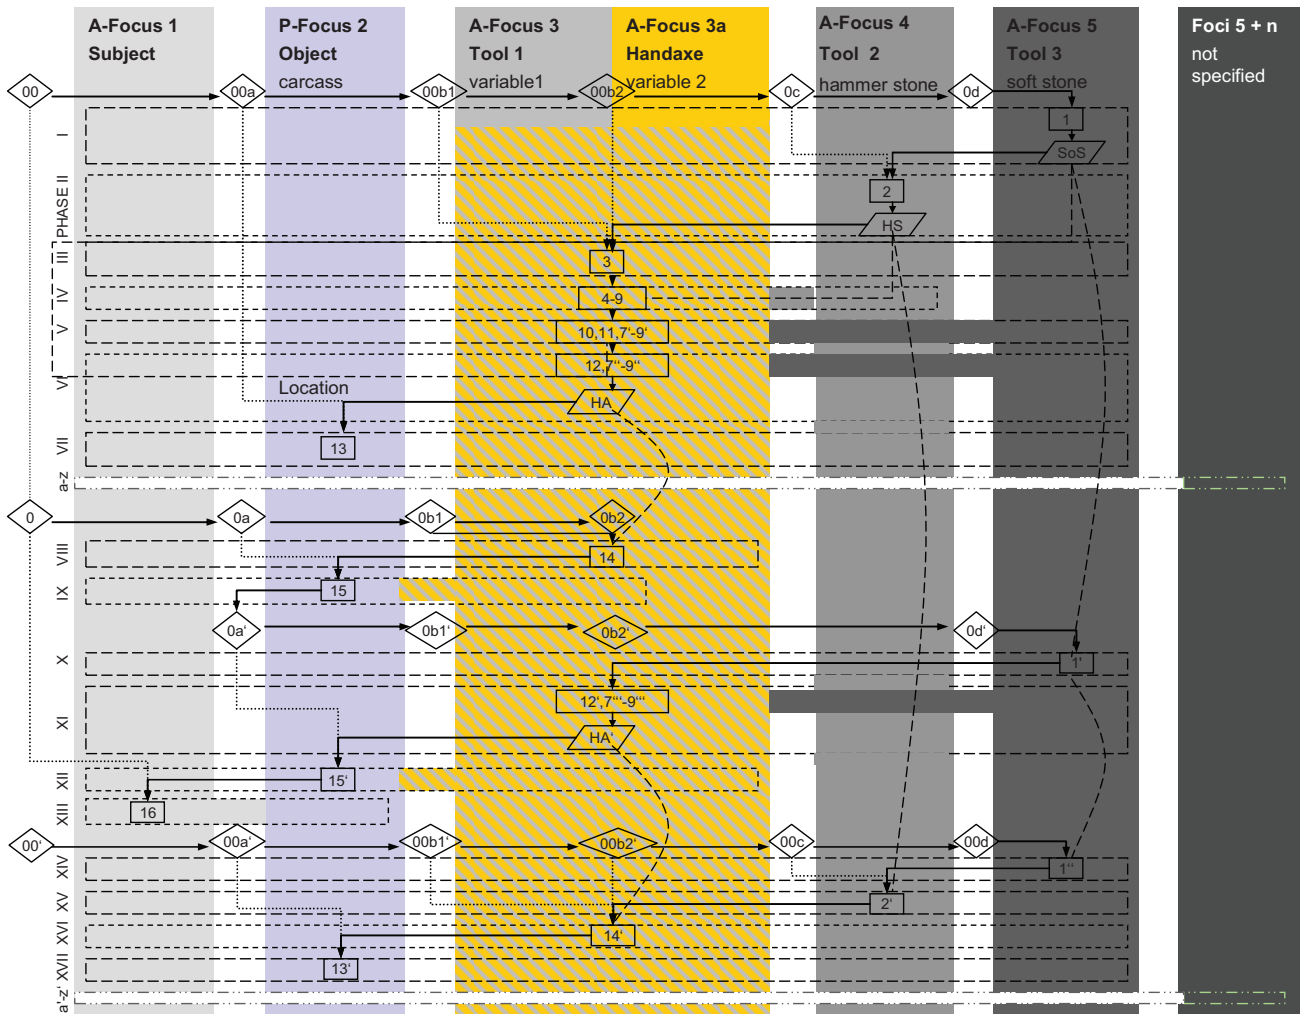 A-Focus 1
Subject
P-Focus 2
Object
carcass
A-Focus 3
Tool 1
variable1
A-Focus 3a
Handaxe
variable 2
A-Focus 4
Tool 2
hammer stone
A-Focus 5
Tool 3
soft stone
Foci 5 + n
not
specified
00
00a
00b1
00b2
0c
0d
I
1
SoS
PHASE II
2
HS
III
3
IV
4-9
V
10,11,7‘-9‘
VI
12,7‘‘-9‘‘
Location
HA
VII
13
a-z
0
0a
0b1
0b2
VIII
14
IX
15
0a‘
0b1‘
0b2‘
0d‘
X
1‘
XI
12‘,7‘‘‘-9‘‘‘
HA‘
XII
15‘
XIII
16
00‘
00a‘
00b1‘
00b2‘
00c
00d
XIV
1‘‘
XV
2‘
XVI
14‘
XVII
13‘
a‘-z‘